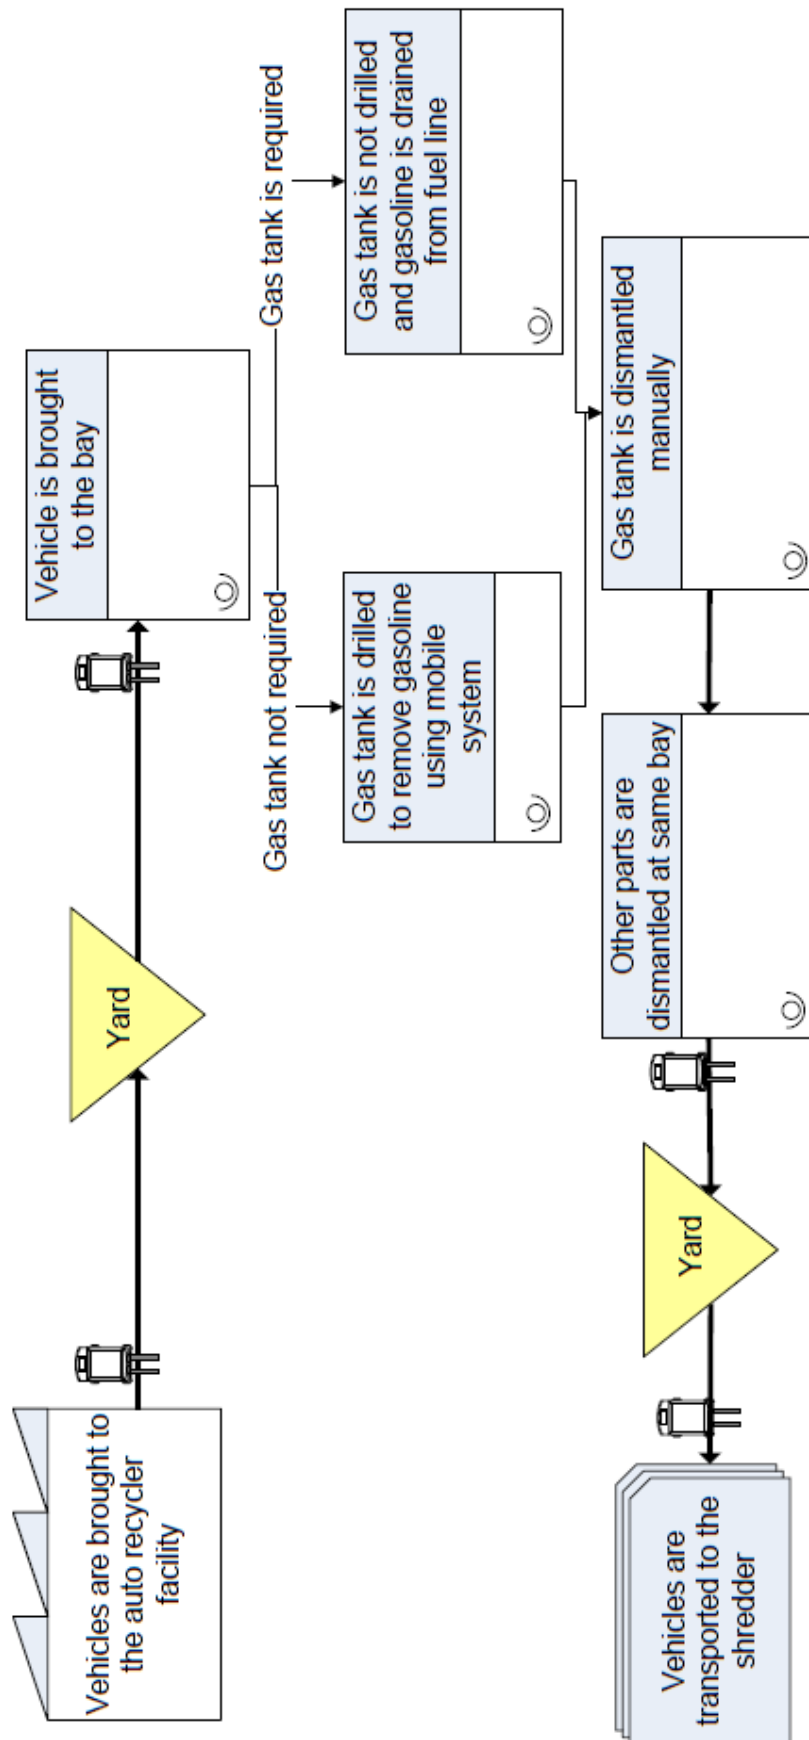 Vehicles are brought to
the auto recycler
facility
Yard
Vehicle is brought
to the bay
Gas tank not required
Gas tank is required
Gas tank is drilled
to remove gasoline
using mobile
system
Gas tank is not drilled
and gasoline is drained
from fuel line
Gas tank is dismantled
manually
Other parts are
dismantled at same bay
Yard
Vehicles are
transported to the
shredder